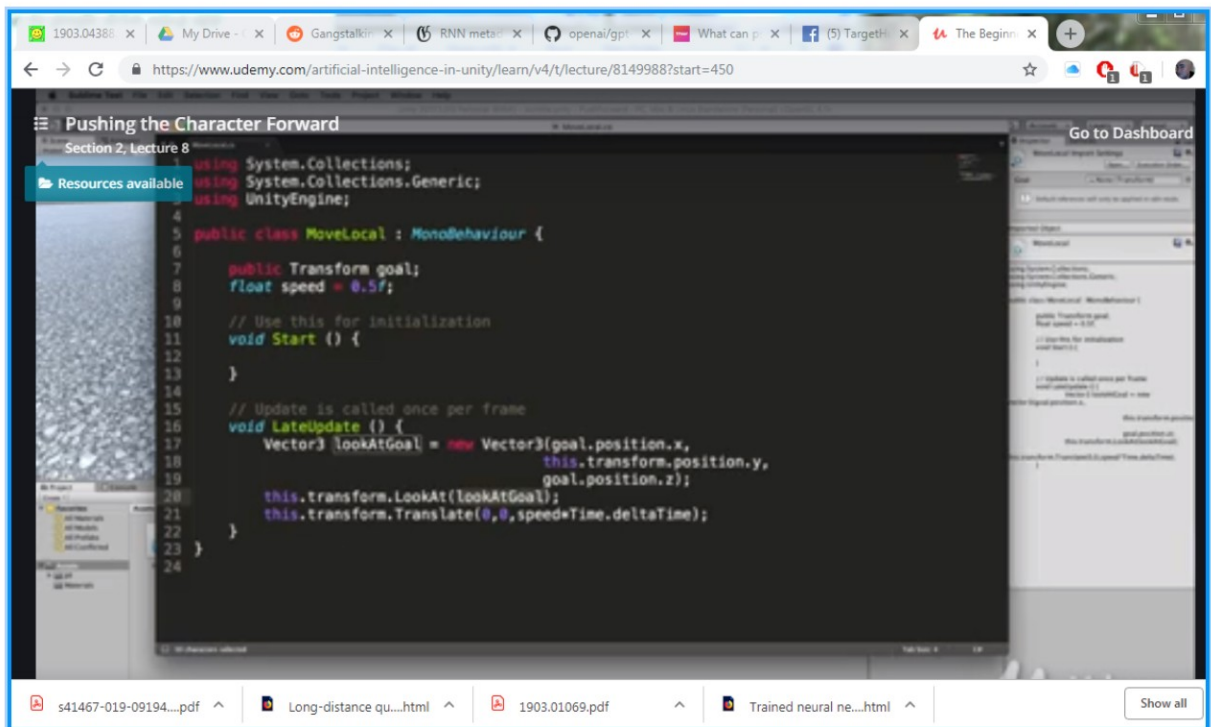 1903.04388
My Drive -
Gangstalkin
RNN metad
openai/gpt
What can p
(5) TargetH
The Beginn
https://www.udemy.com/artificial-intelligence-in-unity/learn/v4/t/lecture/8149988?start=450
Pushing the Character Forward
Section 2, Lecture 8
Resources available
Go to Dashboard
MoveLocal.cs
1 using System.Collections;
2 using System.Collections.Generic;
3 using UnityEngine;
4
5 public class MoveLocal : MonoBehaviour {
6
7 public Transform goal;
8 float speed = 0.5f;
9
10 // Use this for initialization
11 void Start () {
12
13 }
14
15 // Update is called once per frame
16 void LateUpdate () {
17 Vector3 lookAtGoal = new Vector3(goal.position.x,
18 this.transform.position.y,
19 goal.position.z);
20 this.transform.LookAt(lookAtGoal);
21 this.transform.Translate(0,0,speed*Time.deltaTime);
22 }
23 }
24
s41467-019-09194....pdf
Long-distance qu....html
1903.01069.pdf
Trained neural ne....html
Show all